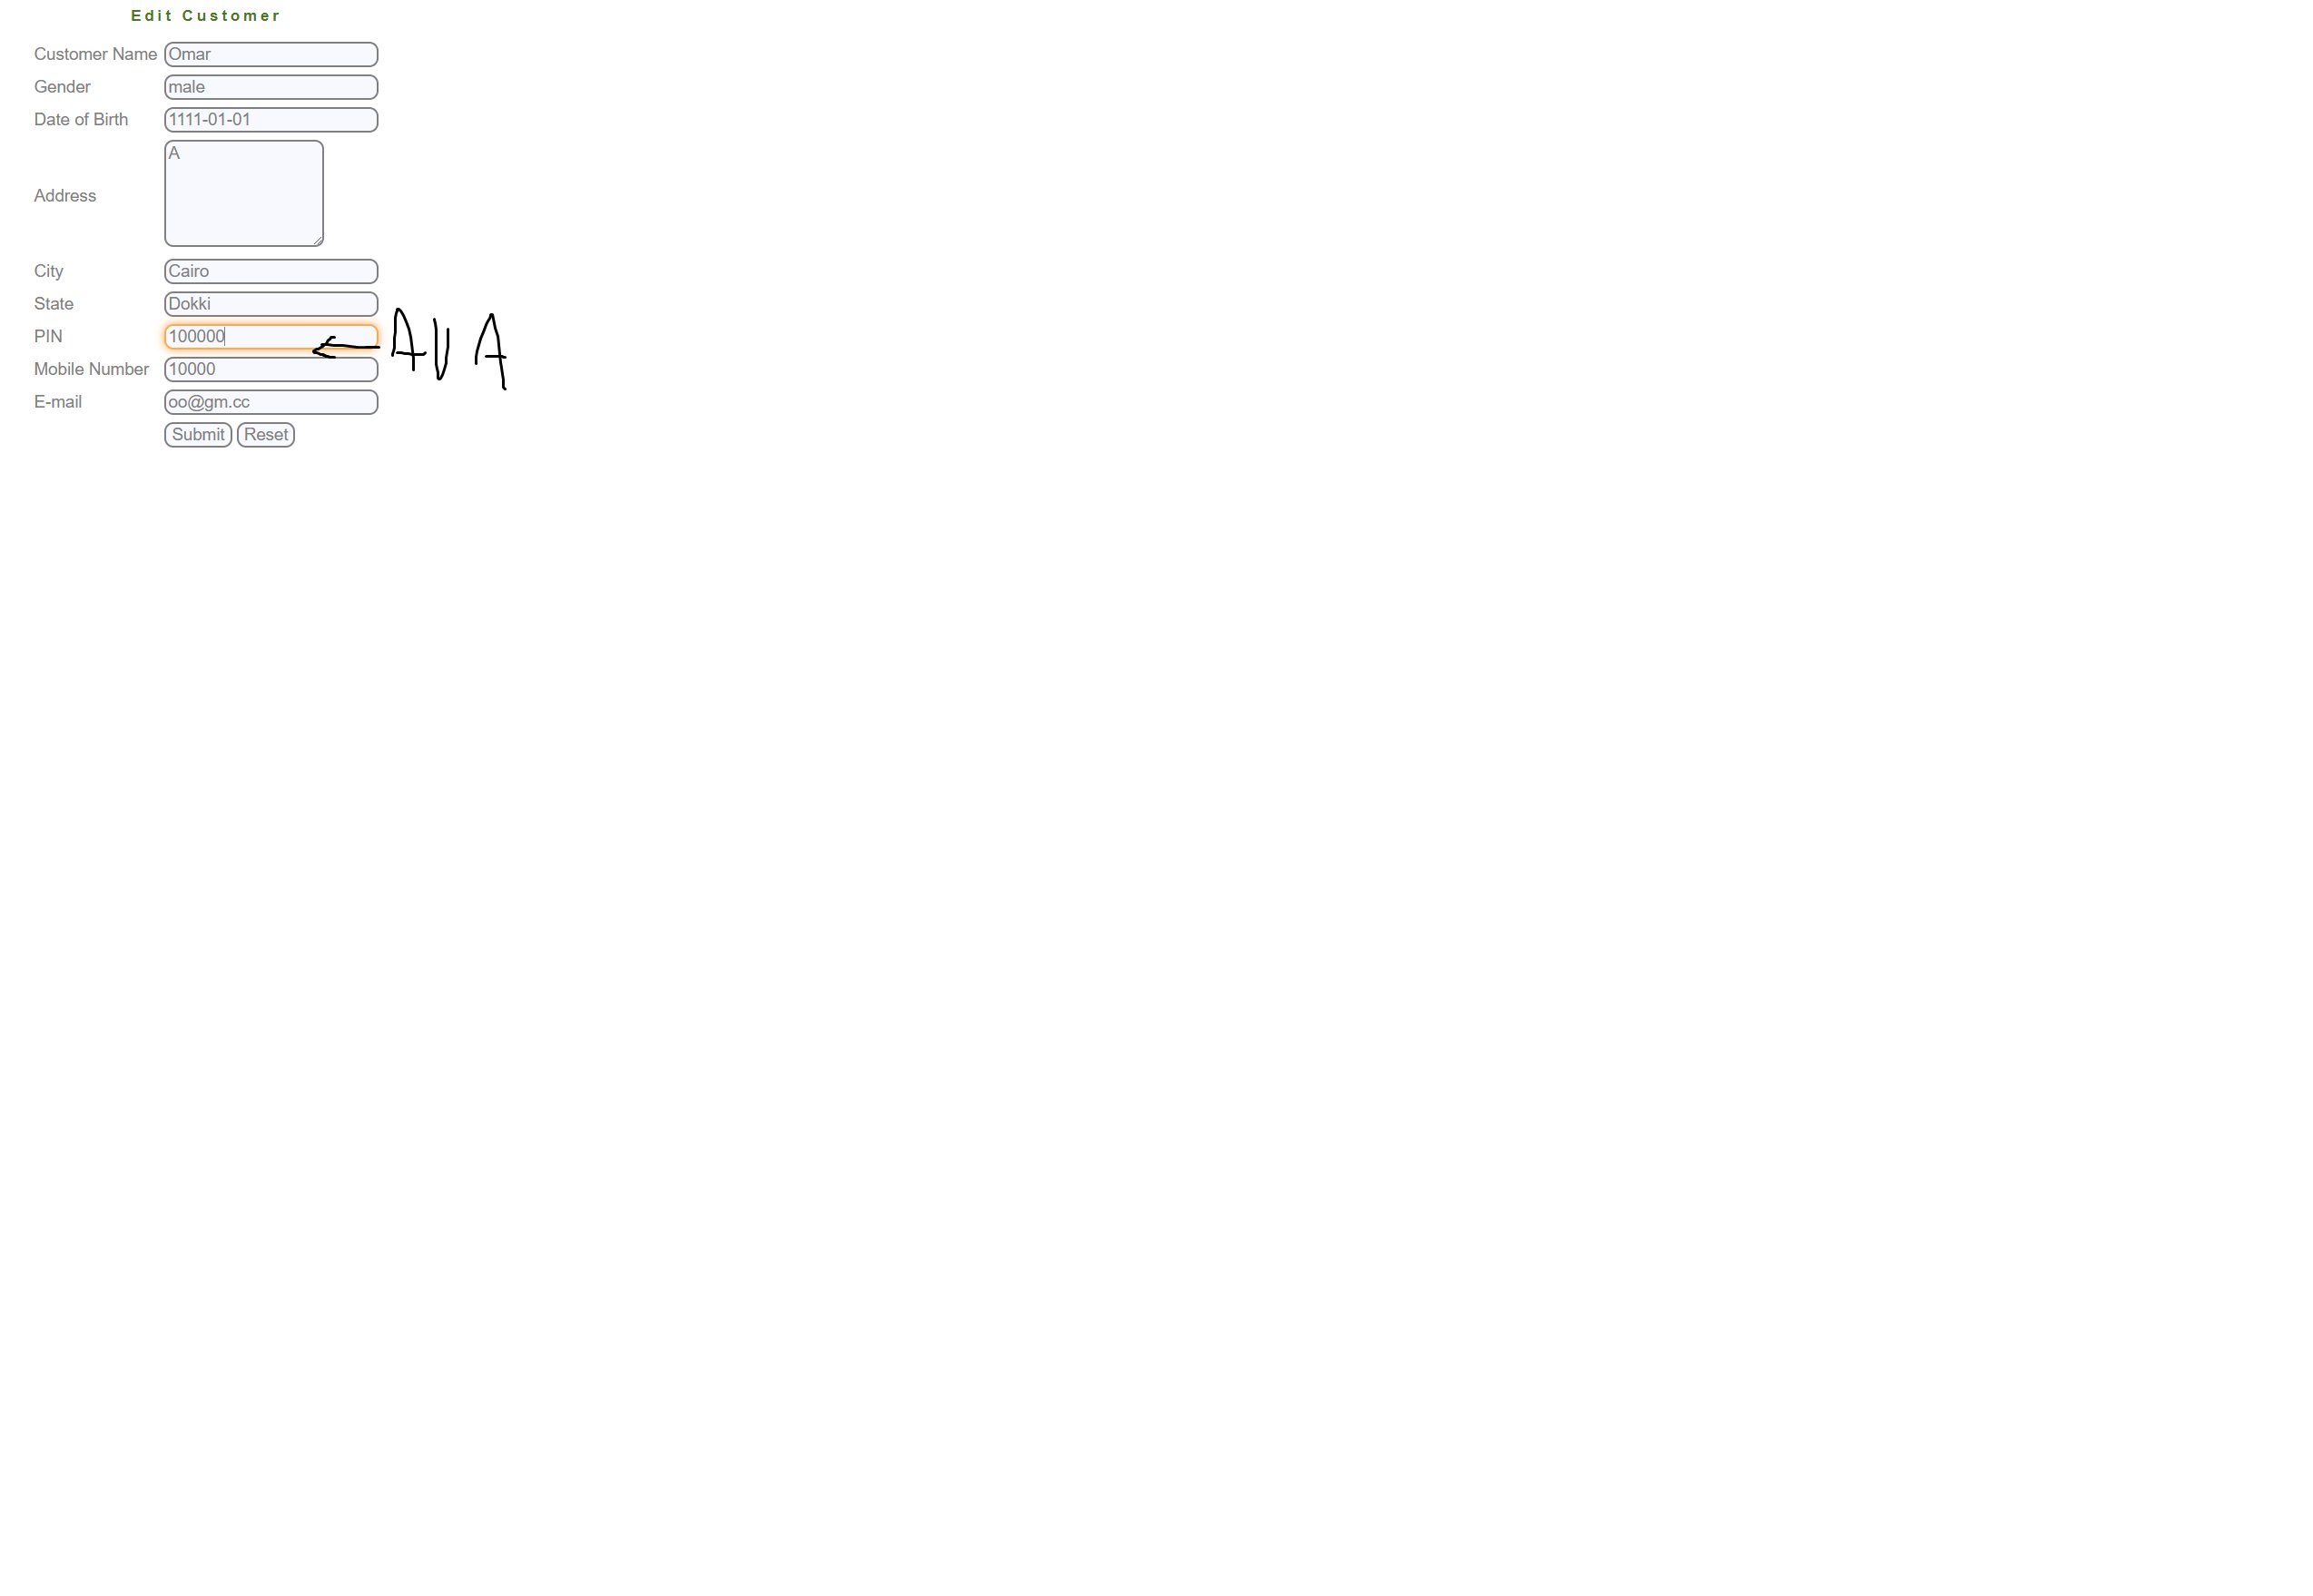 Edit Customer
Customer Name Omar
Gender male
Date of Birth 1111-01-01
Address A
City Cairo
State Dokki
PIN 100000
Mobile Number 10000
E-mail oo@gm.cc
Submit Reset